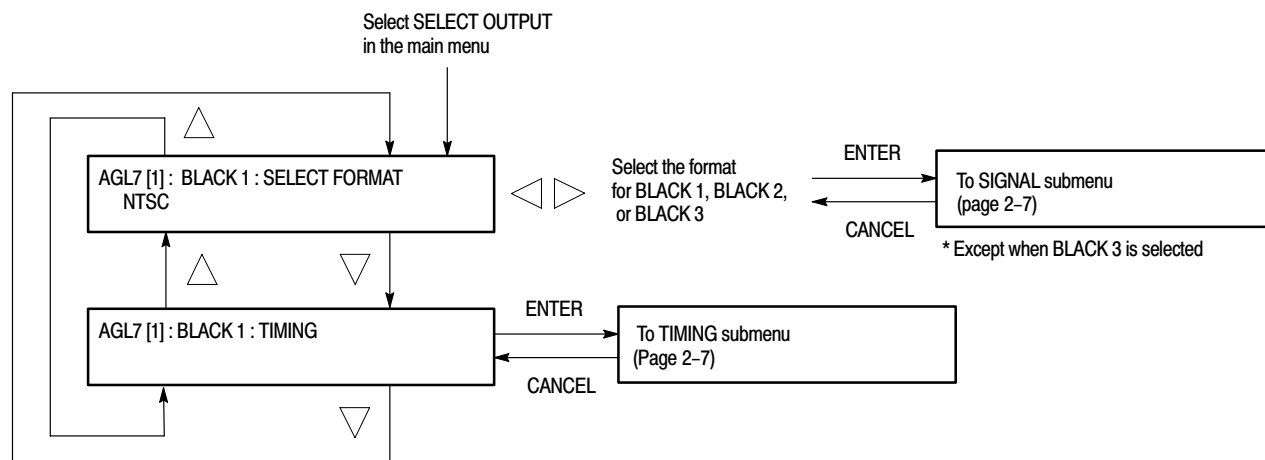 Select SELECT OUTPUT
in the main menu
AGL7 [1] : BLACK 1 : SELECT FORMAT
NTSC
Select the format
for BLACK 1, BLACK 2,
or BLACK 3
ENTER
CANCEL
To SIGNAL submenu
(page 2–7)
* Except when BLACK 3 is selected
AGL7 [1] : BLACK 1 : TIMING
ENTER
CANCEL
To TIMING submenu
(Page 2–7)